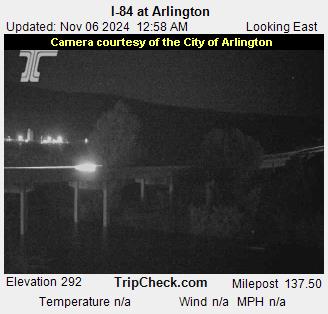 I-84 at Arlington
Updated: Nov 06 2024 12:58 AM Looking East
Camera courtesy of the City of Arlington
Elevation 292 TripCheck.com Milepost 137.50
Temperature n/a Wind n/a MPH n/a